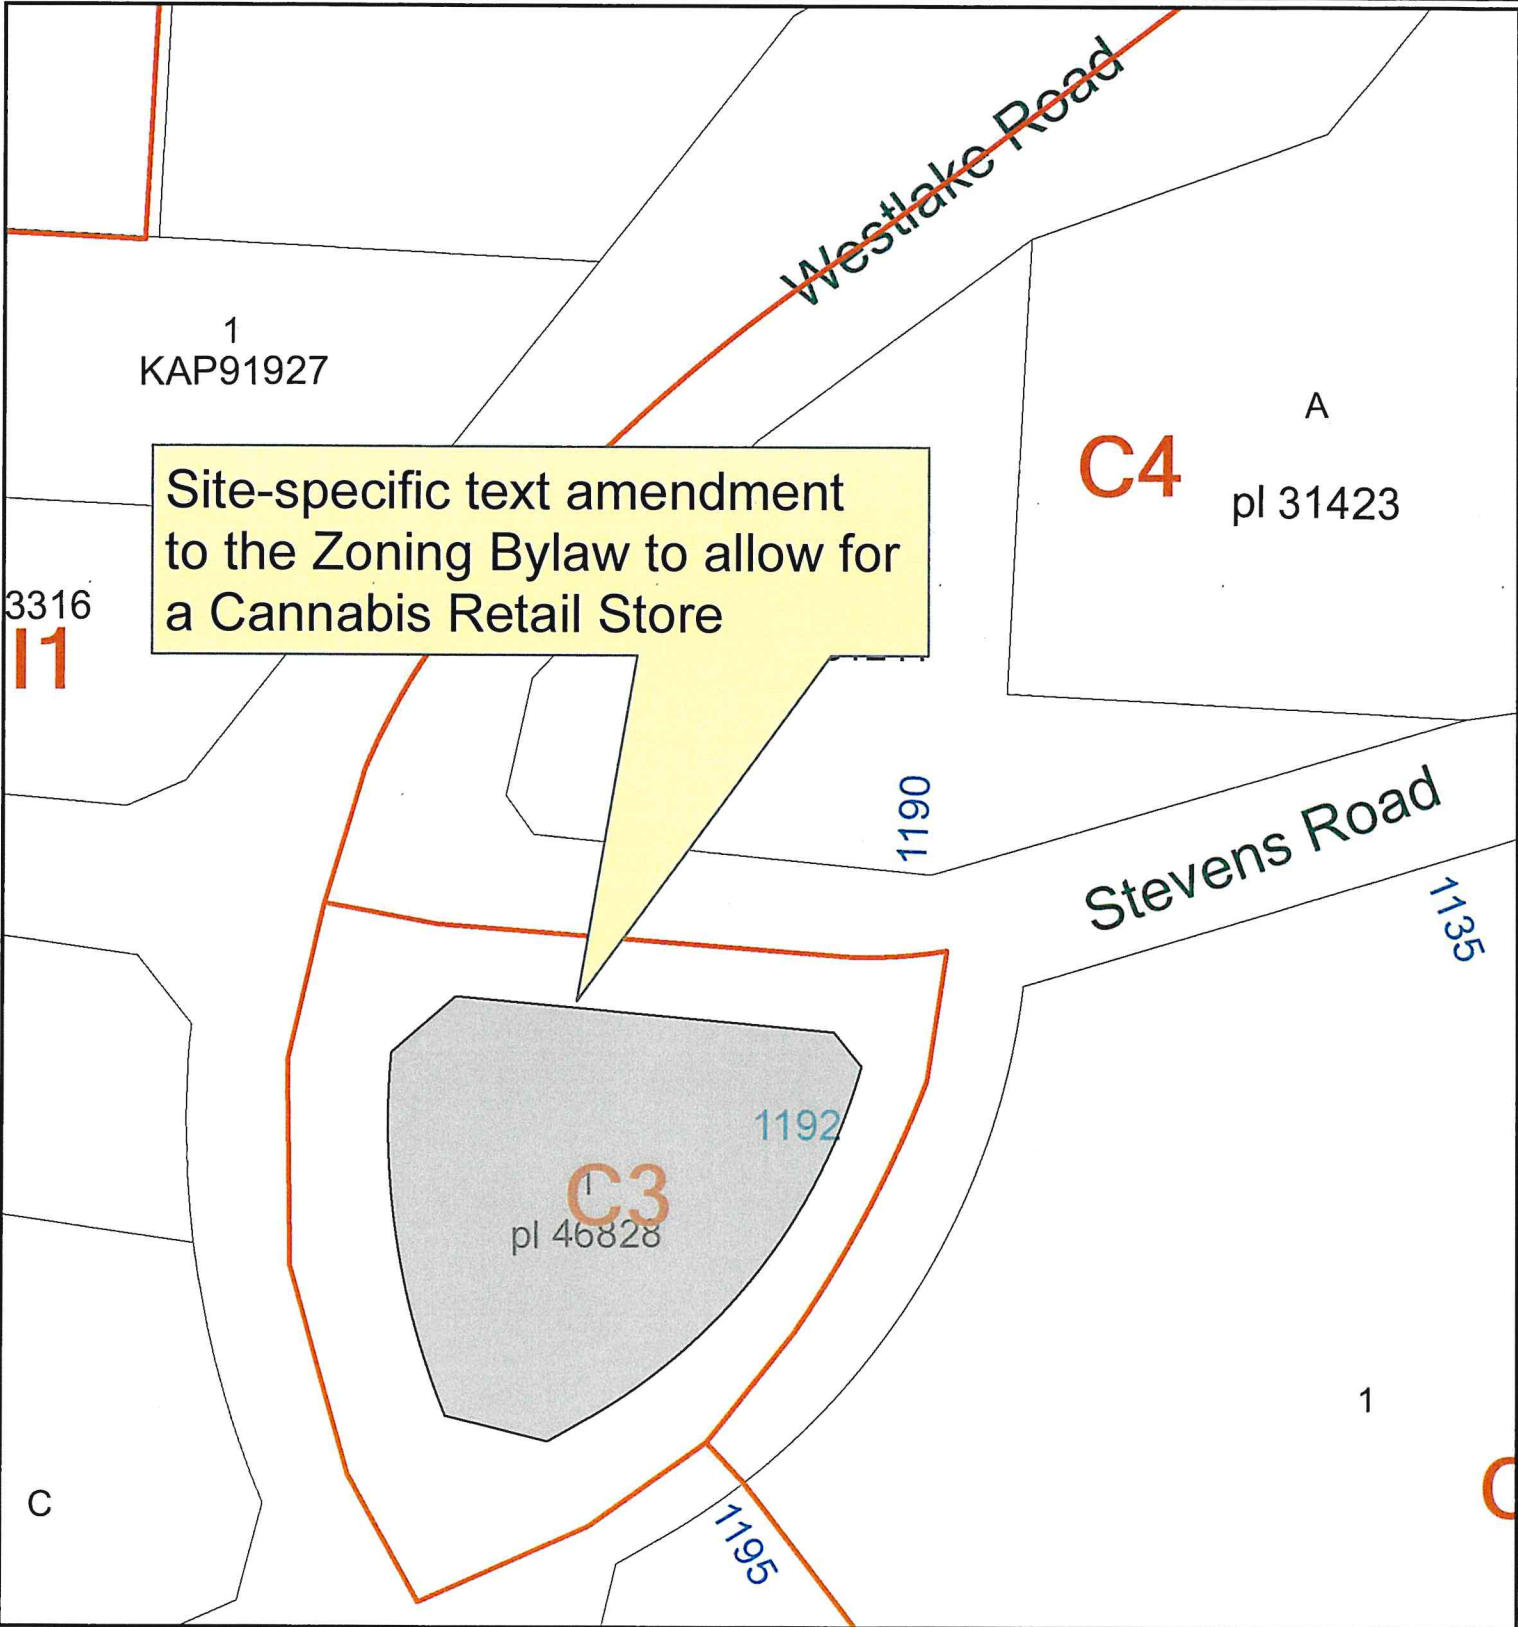 Westlake Road
1
KAP91927
A
C4
pl 31423
Site-specific text amendment
to the Zoning Bylaw to allow for
a Cannabis Retail Store
3316
I1
1190
Stevens Road
1135
1192
C3
1
pl 46828
1
C
1195